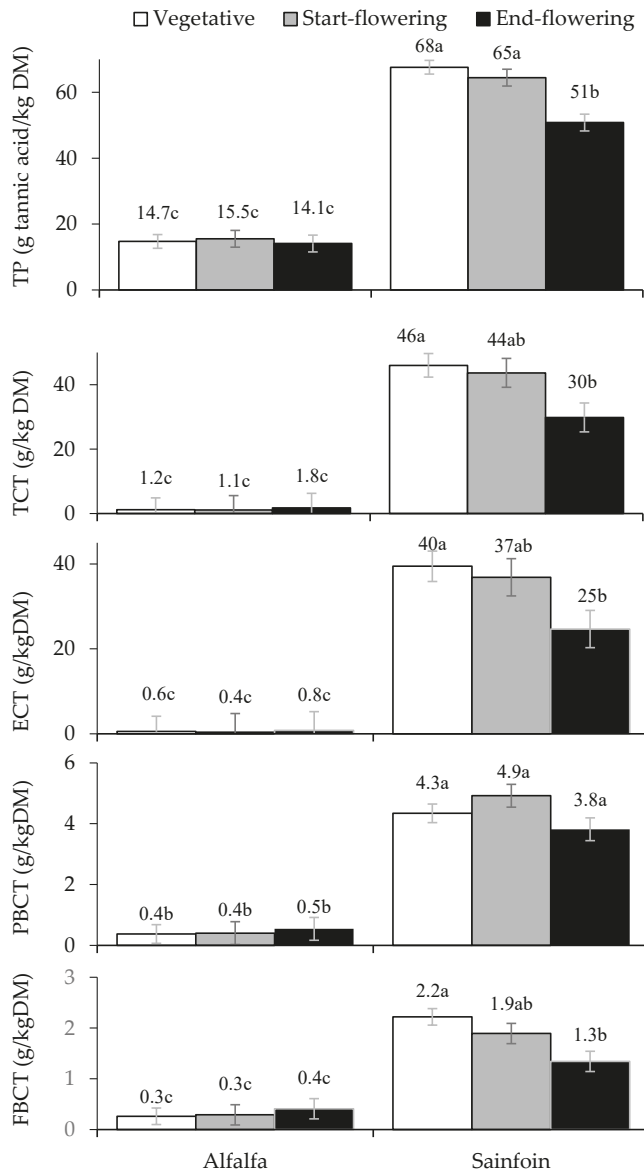 Vegetative Start-flowering End-flowering
TP (g tannic acid/kg DM)
60
40
20
0
14.7c 15.5c 14.1c 68a 65a 51b
TCT (g/kg DM)
40
20
0
1.2c 1.1c 1.8c 46a 44ab 30b
ECT (g/kgDM)
40
20
0
0.6c 0.4c 0.8c 40a 37ab 25b
PBCT (g/kgDM)
6
4
2
0
0.4b 0.4b 0.5b 4.3a 4.9a 3.8a
FBCT (g/kgDM)
3
2
1
0
0.3c 0.3c 0.4c 2.2a 1.9ab 1.3b
Alfalfa Sainfoin